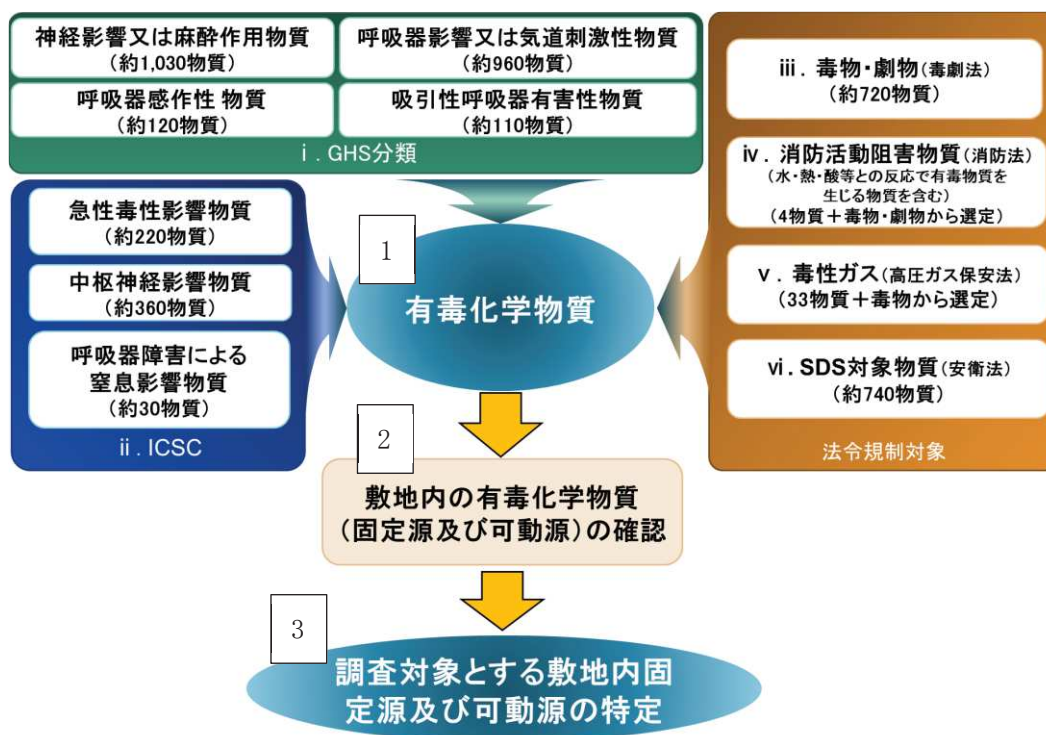 神経影響又は麻酔作用物質
(約1,030物質)
呼吸器影響又は気道刺激性物質
(約960物質)
呼吸器感作性 物質
(約120物質)
吸引性呼吸器有害性物質
(約110物質)
ⅰ. GHS分類
急性毒性影響物質
(約220物質)
中枢神経影響物質
(約360物質)
呼吸器障害による
窒息影響物質
(約30物質)
ⅱ. ICSC
ⅲ. 毒物・劇物(毒劇法)
(約720物質)
ⅳ. 消防活動阻害物質(消防法)
(水・熱・酸等との反応で有毒物質を
生じる物質を含む)
(4物質+毒物・劇物から選定)
ⅴ. 毒性ガス(高圧ガス保安法)
(33物質+毒物から選定)
ⅵ. SDS対象物質(安衛法)
(約740物質)
法令規制対象
1
有毒化学物質
2
敷地内の有毒化学物質
(固定源及び可動源)の確認
3
調査対象とする敷地内固
定源及び可動源の特定